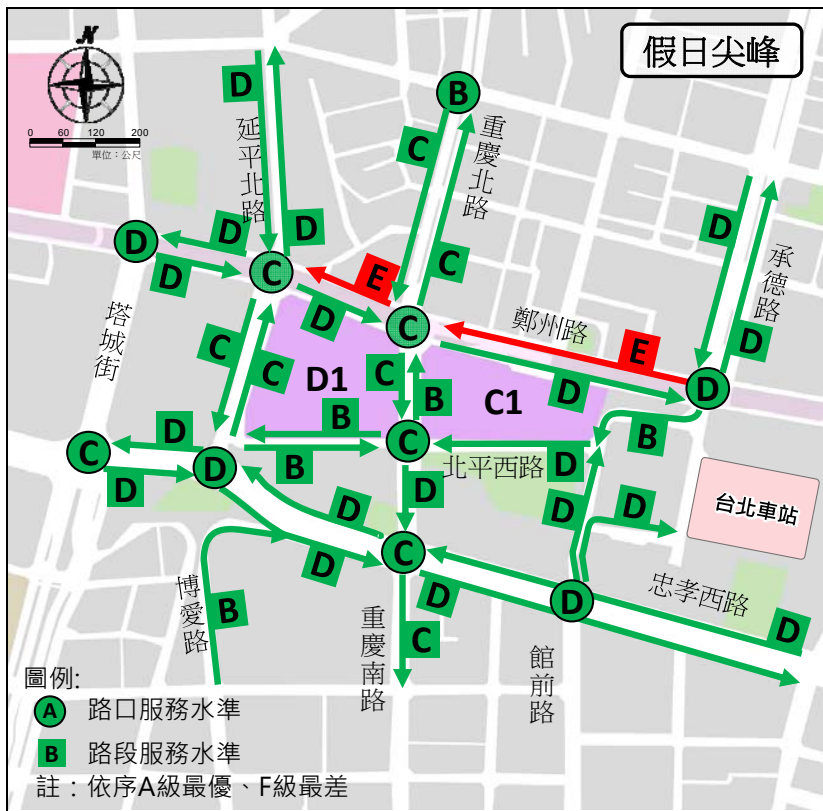 假日尖峰
N
0 60 120 200
單位：公尺
D
延平北路
D
B
C
重慶北路
C
D
承德路
D
D
D
D
C
E
D
C
鄭州路
E
D
D
塔城街
C
C
D1
C
B
C1
B
C
D
D
D
B
B
C
北平西路
D
D
D
台北車站
D
D
C
D
博愛路
B
重慶南路
C
D
館前路
忠孝西路
D
圖例:
A 路口服務水準
B 路段服務水準
註：依序A級最優、F級最差